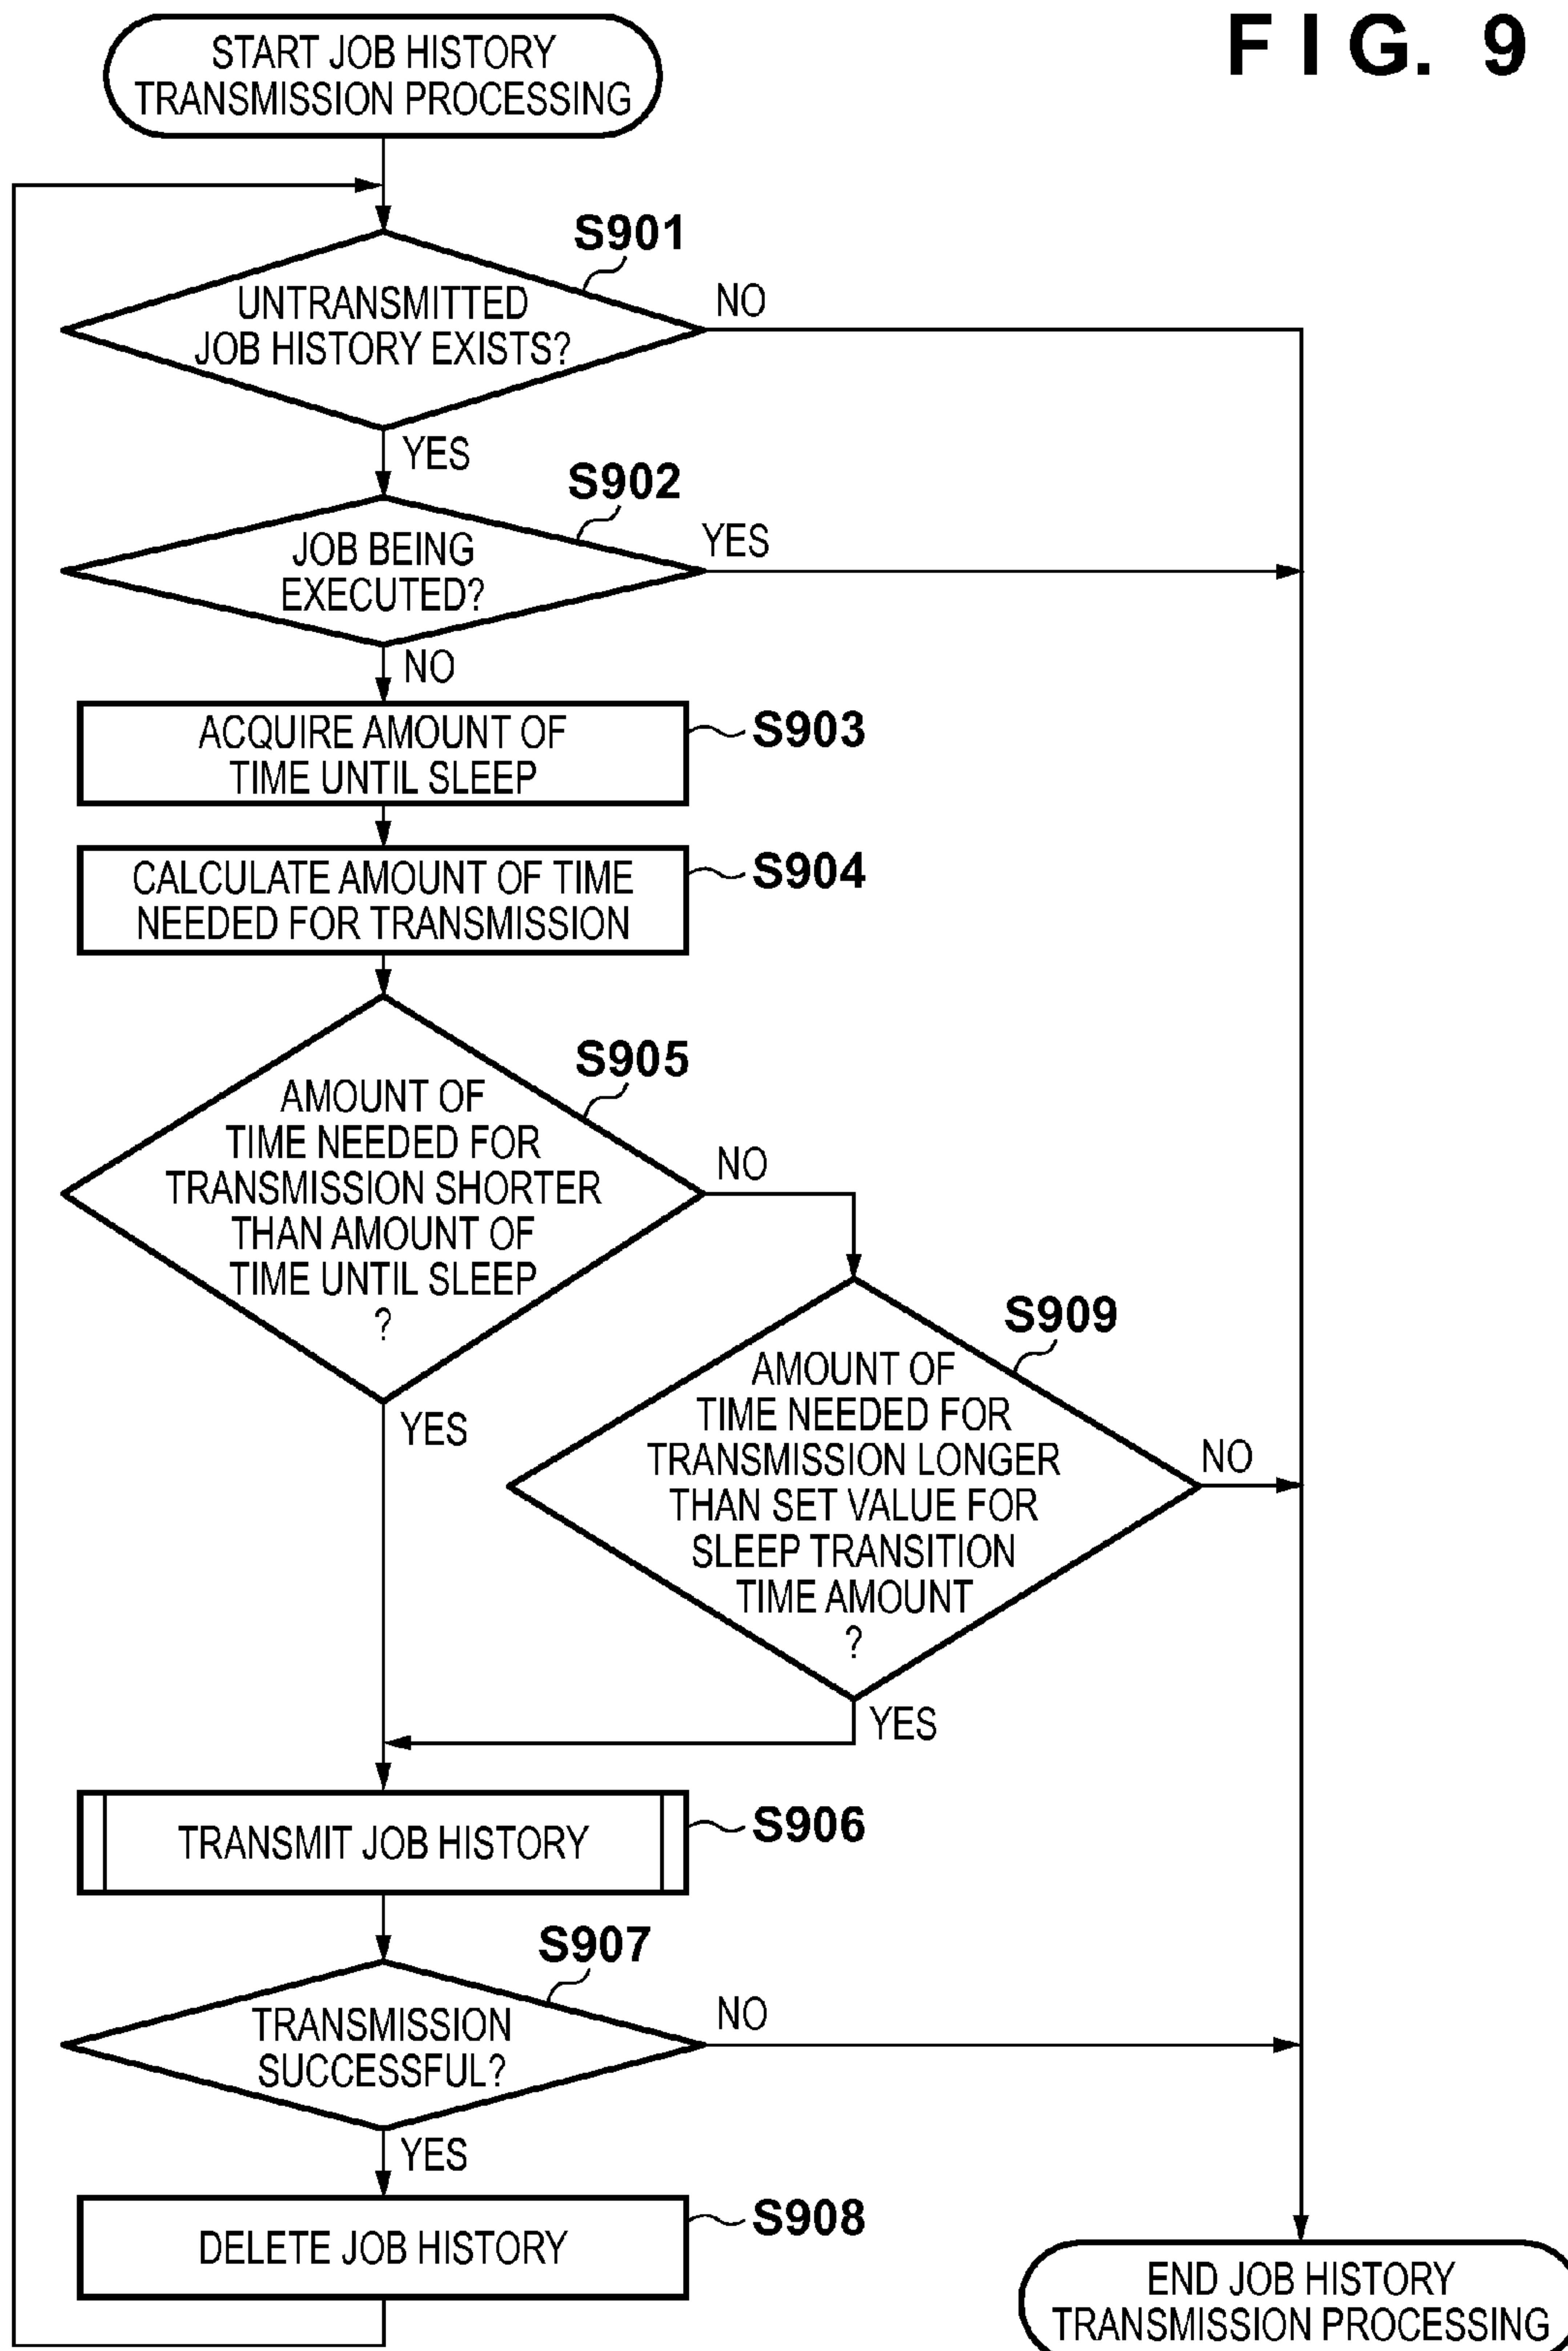 FIG. 9
START JOB HISTORY
TRANSMISSION PROCESSING
S901
UNTRANSMITTED
JOB HISTORY EXISTS?
NO
YES
S902
JOB BEING
EXECUTED?
YES
NO
ACQUIRE AMOUNT OF
TIME UNTIL SLEEP
S903
CALCULATE AMOUNT OF TIME
NEEDED FOR TRANSMISSION
S904
S905
AMOUNT OF
TIME NEEDED FOR
TRANSMISSION SHORTER
THAN AMOUNT OF
TIME UNTIL SLEEP
?
NO
YES
S909
AMOUNT OF
TIME NEEDED FOR
TRANSMISSION LONGER
THAN SET VALUE FOR
SLEEP TRANSITION
TIME AMOUNT
?
NO
YES
TRANSMIT JOB HISTORY
S906
S907
TRANSMISSION
SUCCESSFUL?
NO
YES
DELETE JOB HISTORY
S908
END JOB HISTORY
TRANSMISSION PROCESSING